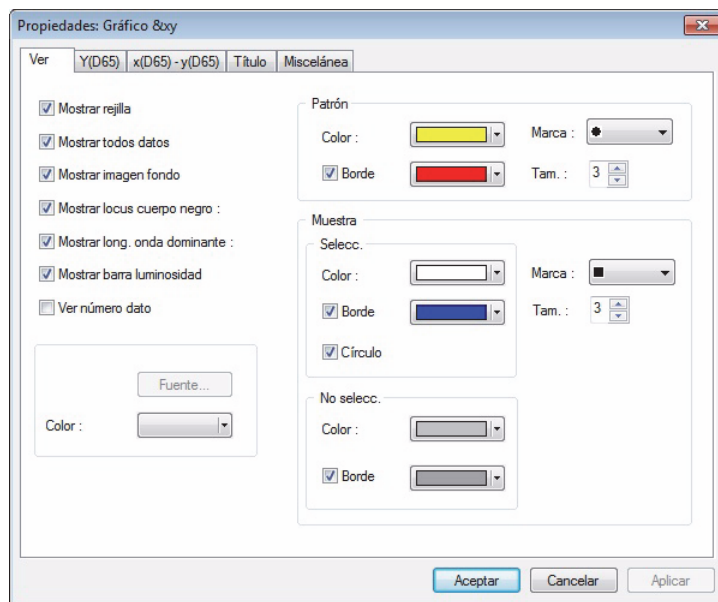 Propiedades: Gráfico &xy
Ver
Y(D65)
x(D65) - y(D65)
Título
Miscelánea
Mostrar rejilla
Mostrar todos datos
Mostrar imagen fondo
Mostrar locus cuerpo negro :
Mostrar long. onda dominante :
Mostrar barra luminosidad
Ver número dato
Fuente...
Color :
Patrón
Color :
Marca :
Borde
Tam. :
3
Muestra
Selecc.
Color :
Marca :
Borde
Tam. :
3
Círculo
No selecc.
Color :
Borde
Aceptar
Cancelar
Aplicar